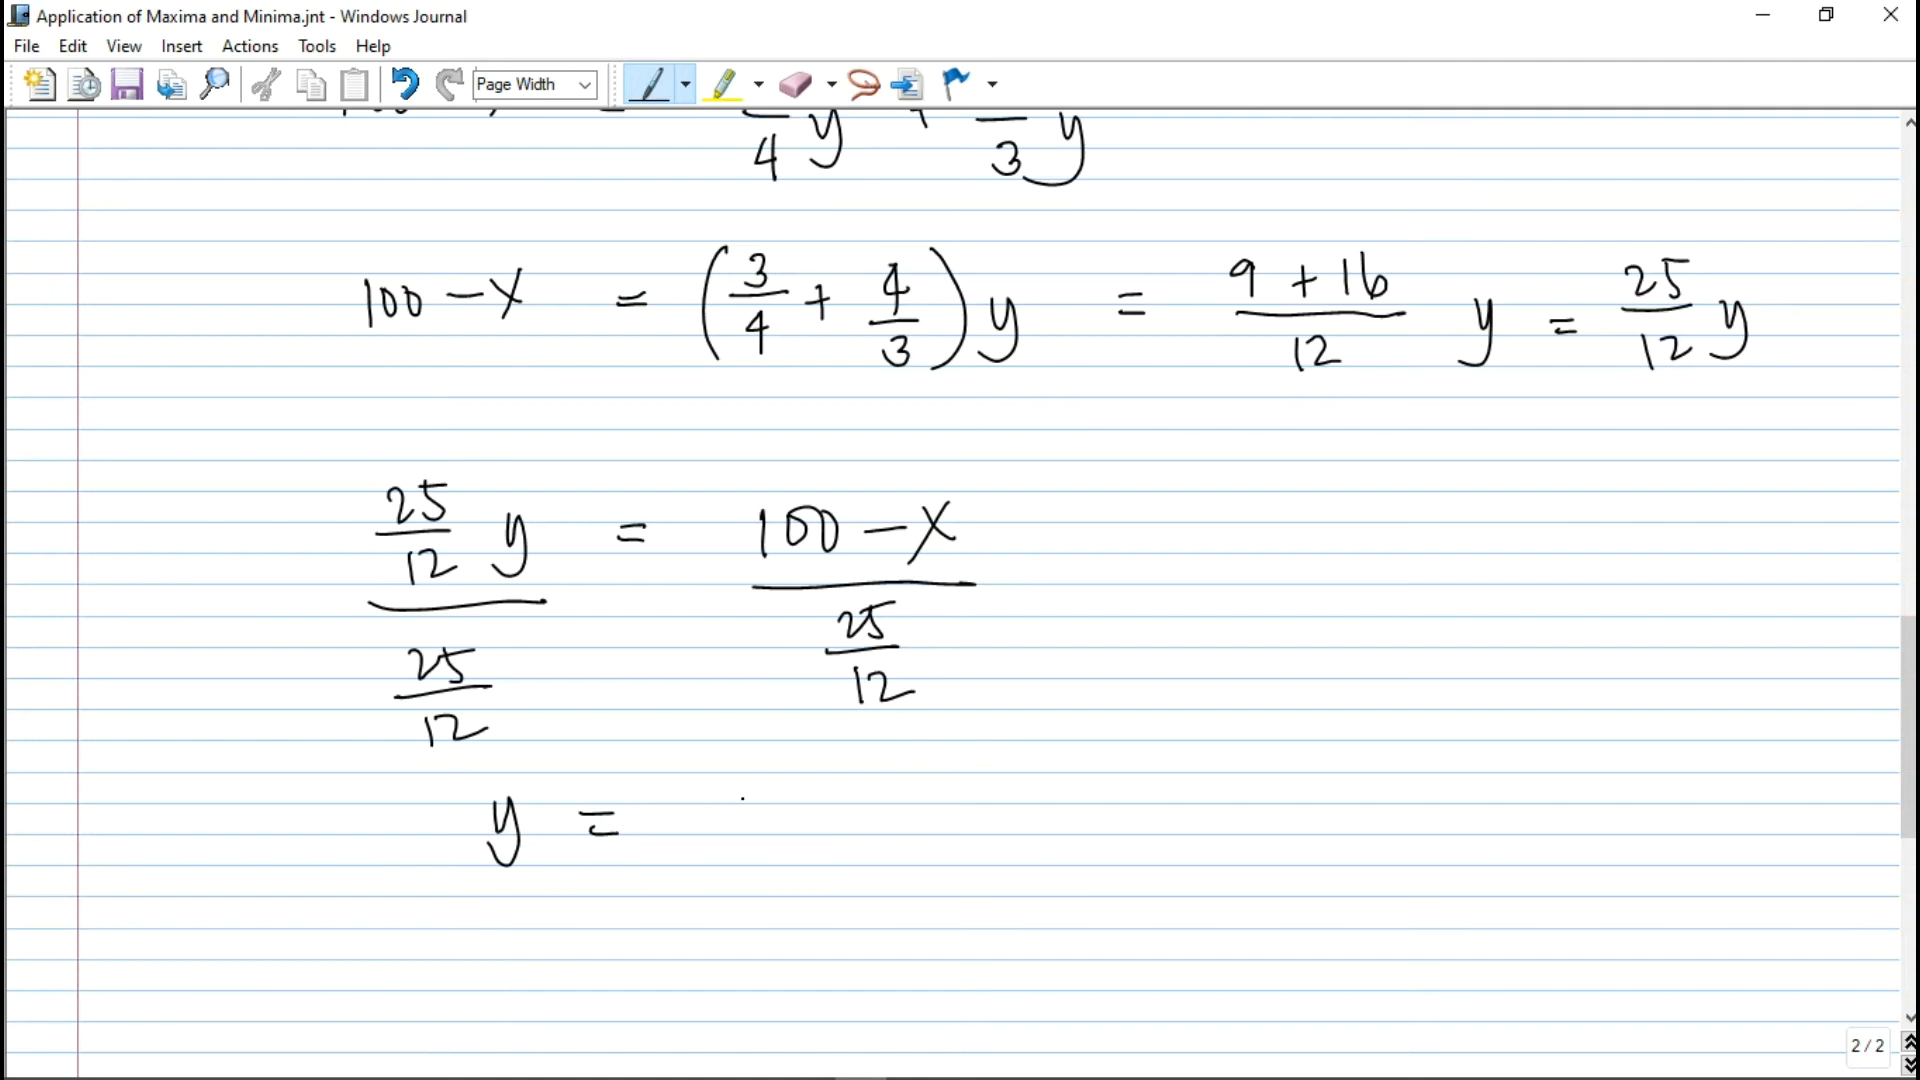 Application of Maxima and Minima.jnt - Windows Journal
File Edit View Insert Actions Tools Help
Page Width
4 y 3 y
100 - x = (3/4 + 4/3) y = 9 + 16 / 12 y = 25/12 y
25/12 y = 100 - x
25/12 25/12
y =
2 / 2